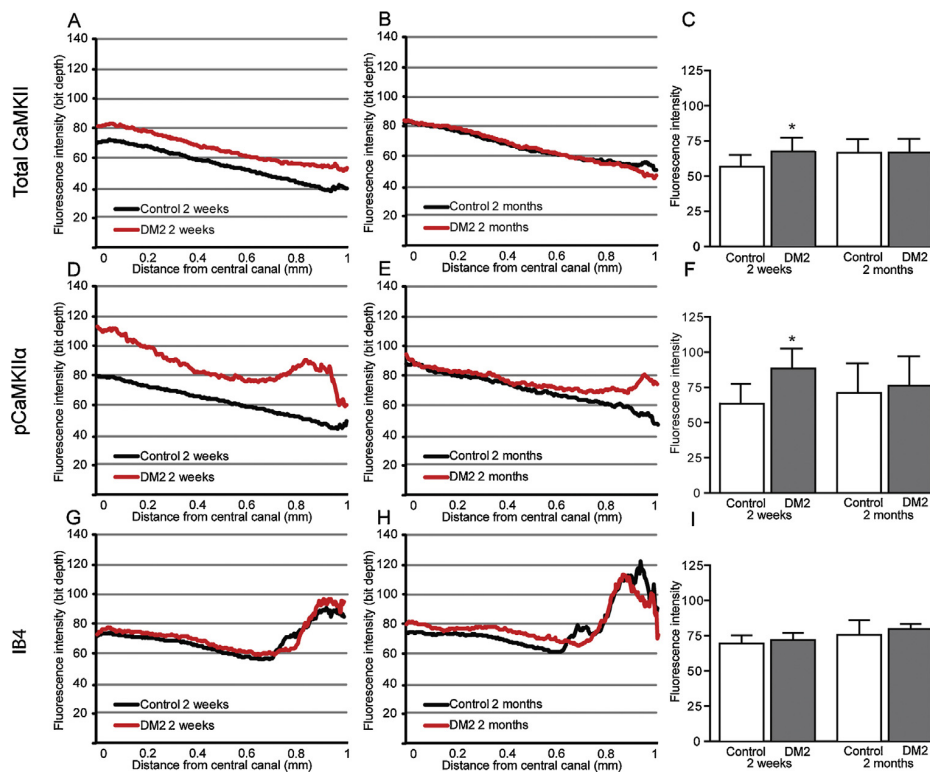 A
B
C
Total CaMKII
Fluorescence intensity (bit depth)
140
120
100
80
60
40
20
Control 2 weeks
DM2 2 weeks
0 0.2 0.4 0.6 0.8 1
Distance from central canal (mm)
Fluorescence intensity (bit depth)
140
120
100
80
60
40
20
Control 2 months
DM2 2 months
0 0.2 0.4 0.6 0.8 1
Distance from central canal (mm)
Fluorescence intensity
125
100
75
50
25
0
*
Control DM2 Control DM2
2 weeks 2 months
D
E
F
pCaMKIIα
Fluorescence intensity (bit depth)
140
120
100
80
60
40
20
Control 2 weeks
DM2 2 weeks
0 0.2 0.4 0.6 0.8 1
Distance from central canal (mm)
Fluorescence intensity (bit depth)
140
120
100
80
60
40
20
Control 2 months
DM2 2 months
0 0.2 0.4 0.6 0.8 1
Distance from central canal (mm)
Fluorescence intensity
125
100
75
50
25
0
*
Control DM2 Control DM2
2 weeks 2 months
G
H
I
IB4
Fluorescence intensity (bit depth)
140
120
100
80
60
40
20
Control 2 weeks
DM2 2 weeks
0 0.2 0.4 0.6 0.8 1
Distance from central canal (mm)
Fluorescence intensity (bit depth)
140
120
100
80
60
40
20
Control 2 months
DM2 2 months
0 0.2 0.4 0.6 0.8 1
Distance from central canal (mm)
Fluorescence intensity
125
100
75
50
25
0
Control DM2 Control DM2
2 weeks 2 months